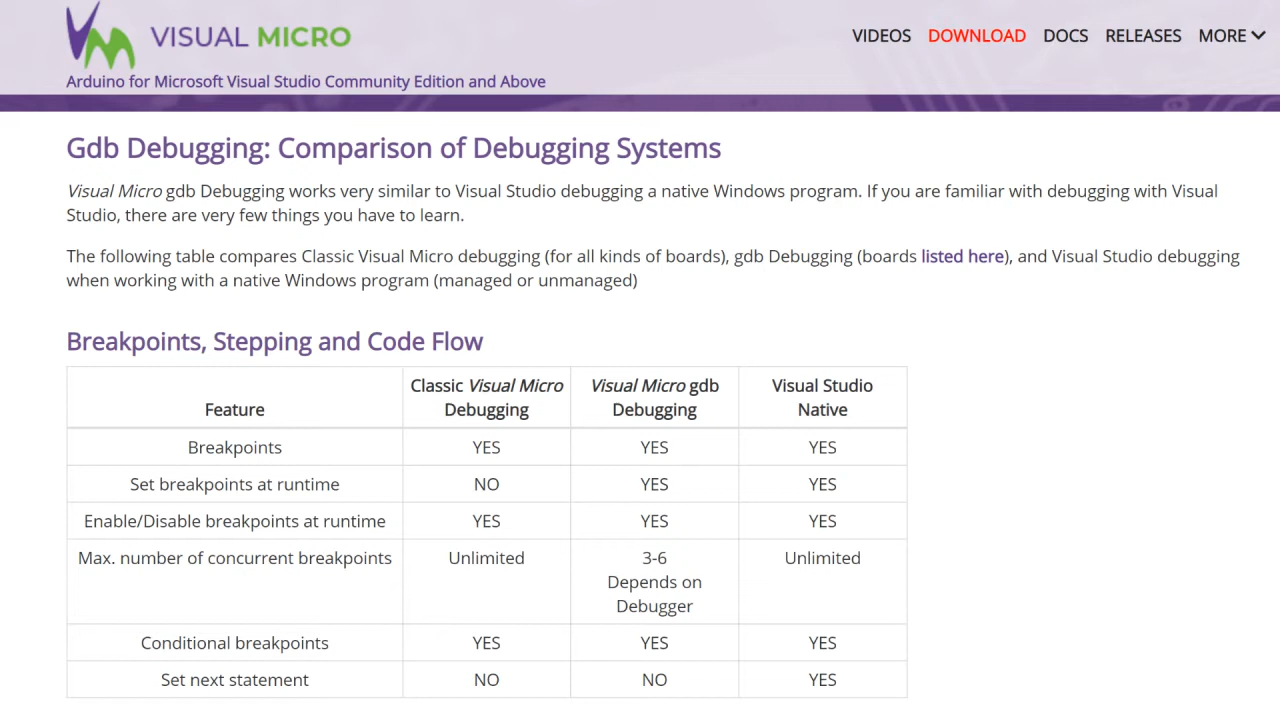 VISUAL MICRO
Arduino for Microsoft Visual Studio Community Edition and Above
VIDEOS DOWNLOAD DOCS RELEASES MORE
Gdb Debugging: Comparison of Debugging Systems
Visual Micro gdb Debugging works very similar to Visual Studio debugging a native Windows program. If you are familiar with debugging with Visual
Studio, there are very few things you have to learn.
The following table compares Classic Visual Micro debugging (for all kinds of boards), gdb Debugging (boards listed here), and Visual Studio debugging
when working with a native Windows program (managed or unmanaged)
Breakpoints, Stepping and Code Flow
Feature Classic Visual Micro Debugging Visual Micro gdb Debugging Visual Studio Native
Breakpoints YES YES YES
Set breakpoints at runtime NO YES YES
Enable/Disable breakpoints at runtime YES YES YES
Max. number of concurrent breakpoints Unlimited 3-6 Depends on Debugger Unlimited
Conditional breakpoints YES YES YES
Set next statement NO NO YES